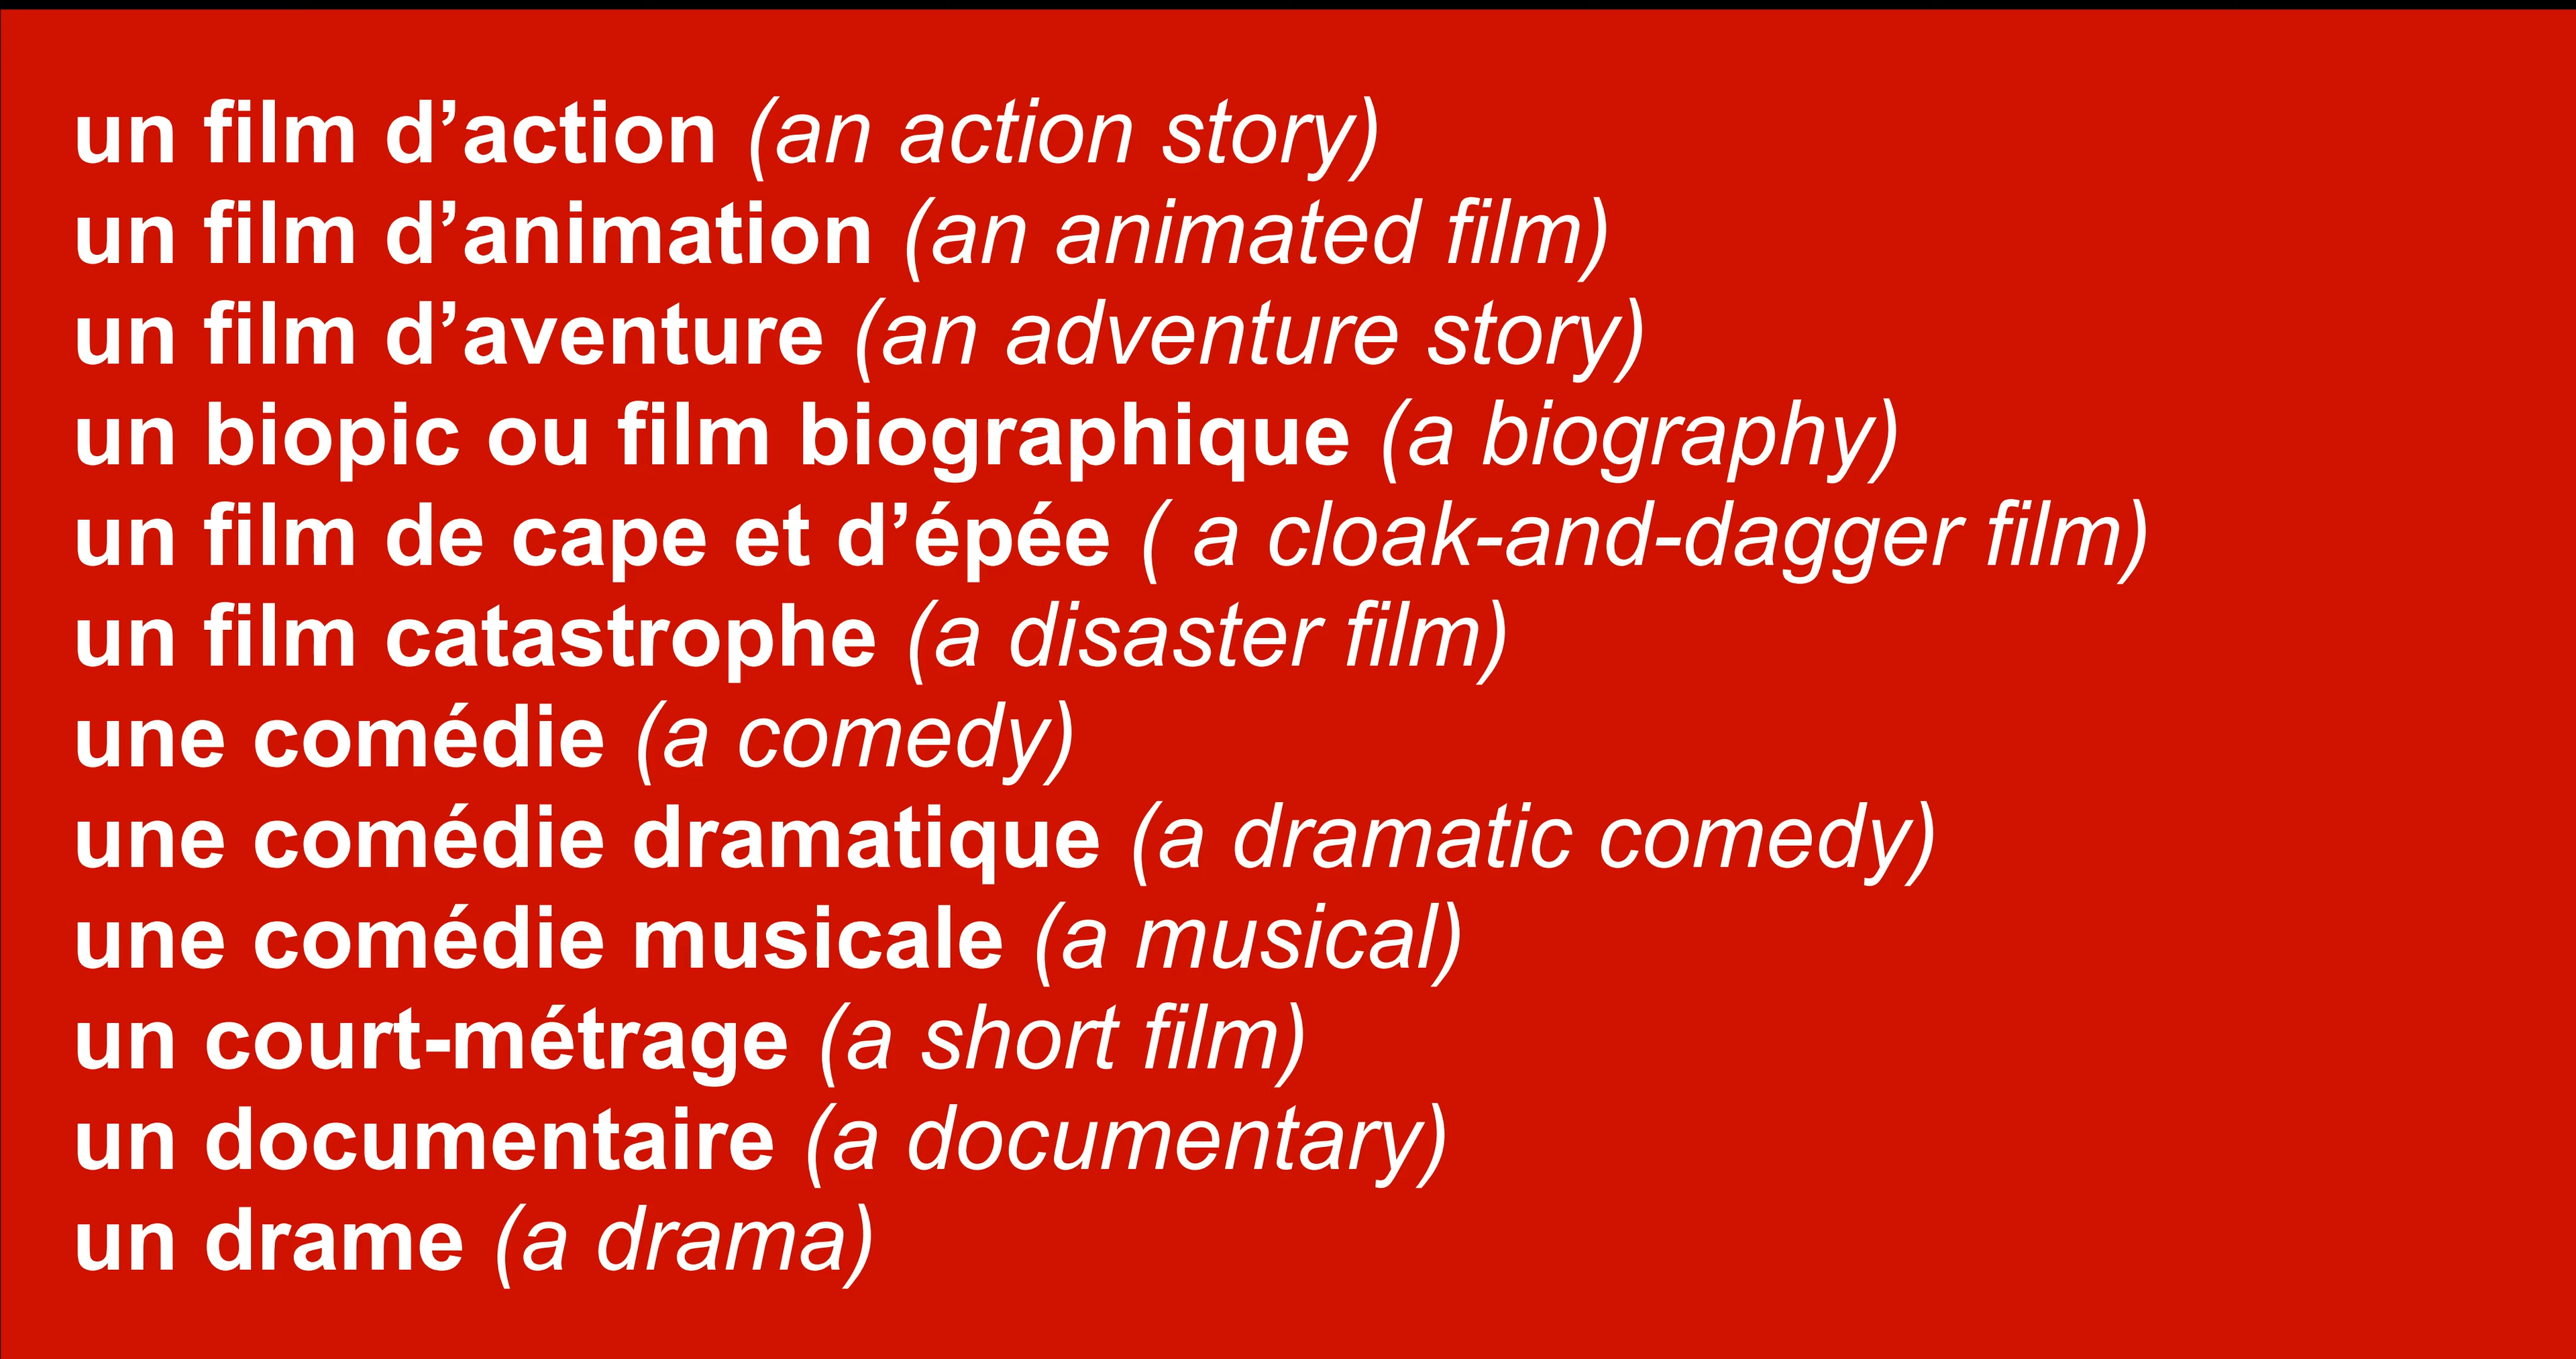 un film d’action (an action story)
un film d’animation (an animated film)
un film d’aventure (an adventure story)
un biopic ou film biographique (a biography)
un film de cape et d’épée ( a cloak-and-dagger film)
un film catastrophe (a disaster film)
une comédie (a comedy)
une comédie dramatique (a dramatic comedy)
une comédie musicale (a musical)
un court-métrage (a short film)
un documentaire (a documentary)
un drame (a drama)